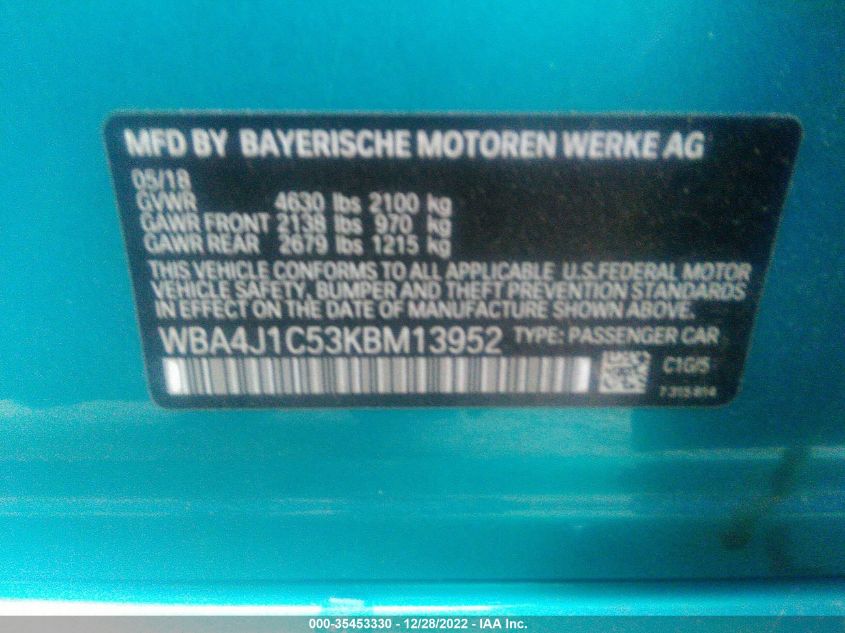 MFD BY BAYERISCHE MOTOREN WERKE AG
05/18
GVWR 4630 lbs 2100 kg
GAWR FRONT 2138 lbs 970 kg
GAWR REAR 2679 lbs 1215 kg
THIS VEHICLE CONFORMS TO ALL APPLICABLE U.S.FEDERAL MOTOR
VEHICLE SAFETY, BUMPER AND THEFT PREVENTION STANDARDS
IN EFFECT ON THE DATE OF MANUFACTURE SHOWN ABOVE.
WBA4J1C53KBM13952 TYPE: PASSENGER CAR
C1G/5
7 315 814
000-35453330 - 12/28/2022 - IAA Inc.